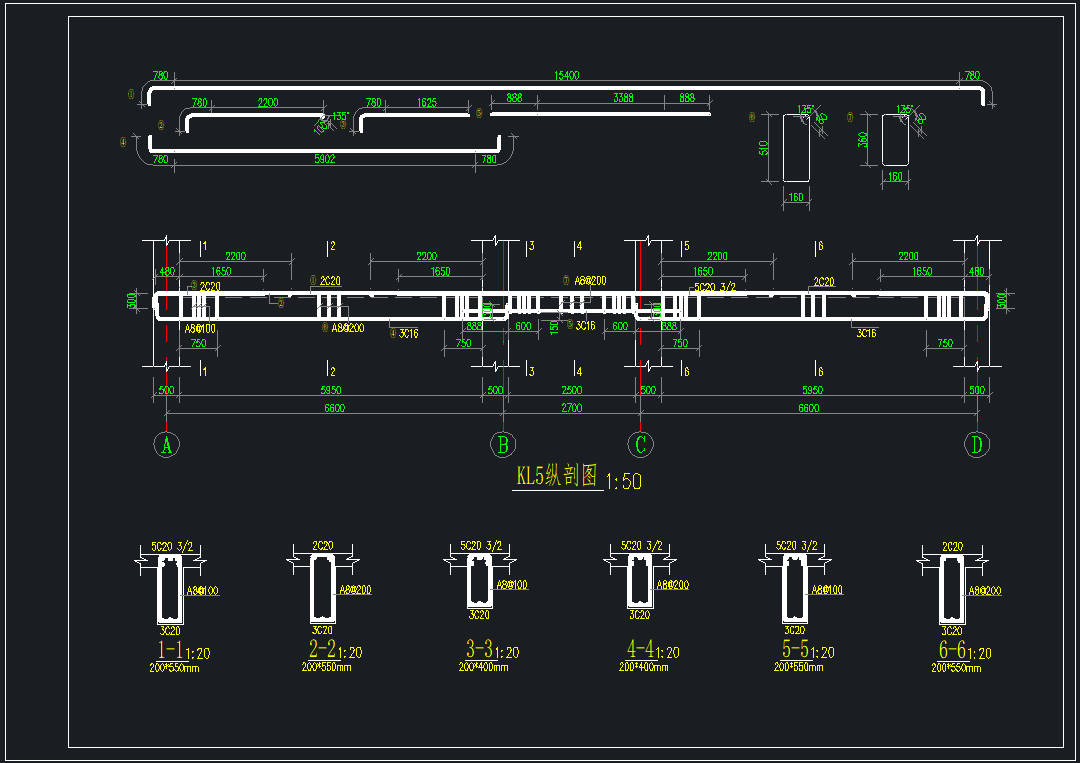 780 15400 780
①
780 2200 135°
780 1625
888 3388 888
② ③ ⑤
④
780 5902 780
⑥ 135° 510 160
⑦ 135° 360 160
1 2 3 4 5 6
2200 2200 2200 2200
480 1650 1650 1650 1650 480
2C20 2C20 A8@200 5C20 3/2 2C20
300 300
A8@100 A8@200 3C16 888 600 150 3C16 600 888 3C16
750 750 750 750
1 2 3 4 6 6
500 5950 500 2500 500 5950 500
6600 2700 6600
A B C D
KL5纵剖图 1:50
5C20 3/2 2C20 5C20 3/2 5C20 3/2 5C20 3/2 2C20
A8@100 A8@200 A8@100 A8@200 A8@100 A8@200
3C20 3C20 3C20 3C20 3C20 3C20
1-1 1:20 2-2 1:20 3-3 1:20 4-4 1:20 5-5 1:20 6-6 1:20
200*550mm 200*550mm 200*400mm 200*400mm 200*550mm 200*550mm